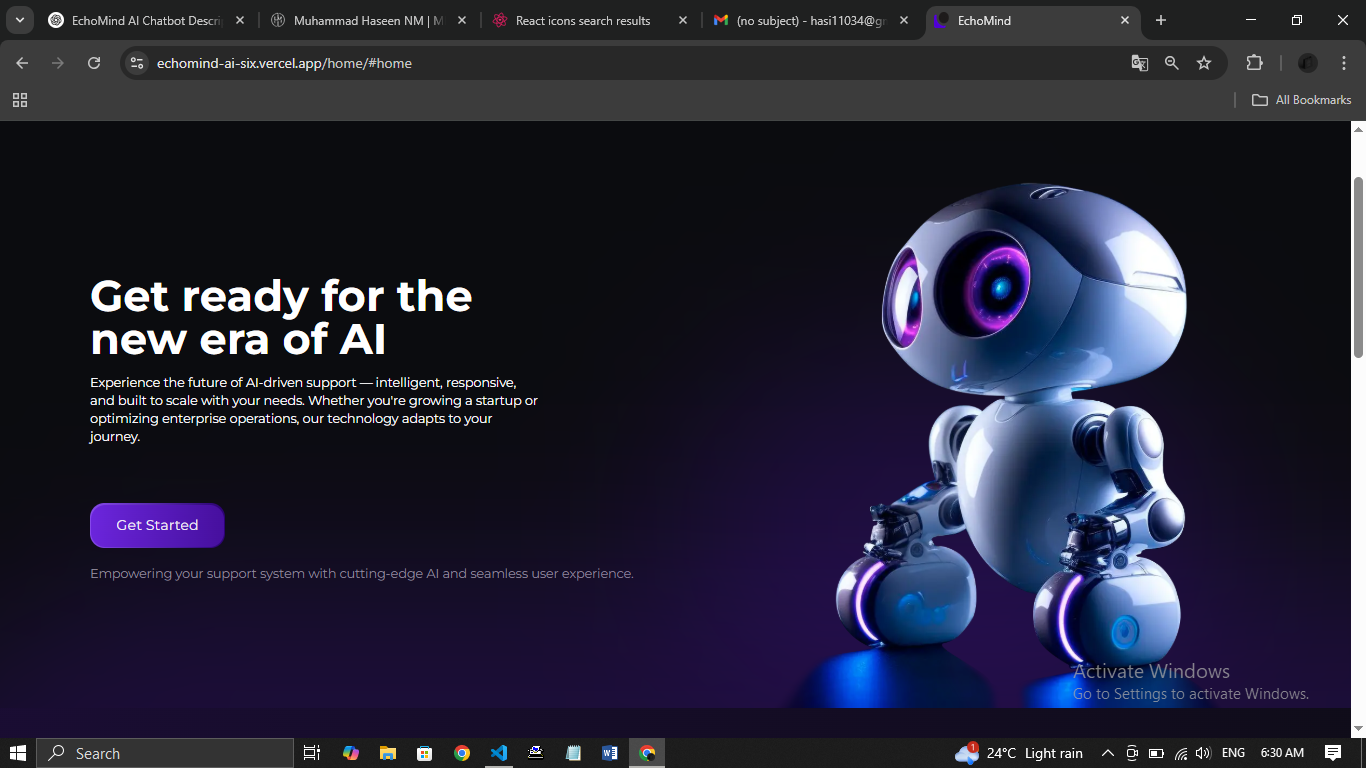 EchoMind AI Chatbot Descri
Muhammad Haseen NM | M
React icons search results
(no subject) - hasi11034@gm
EchoMind
echomind-ai-six.vercel.app/home/#home
All Bookmarks
Get ready for the
new era of AI
Experience the future of AI-driven support — intelligent, responsive,
and built to scale with your needs. Whether you're growing a startup or
optimizing enterprise operations, our technology adapts to your
journey.
Get Started
Empowering your support system with cutting-edge AI and seamless user experience.
Activate Windows
Go to Settings to activate Windows.
Search
1
24°C Light rain
ENG
6:30 AM